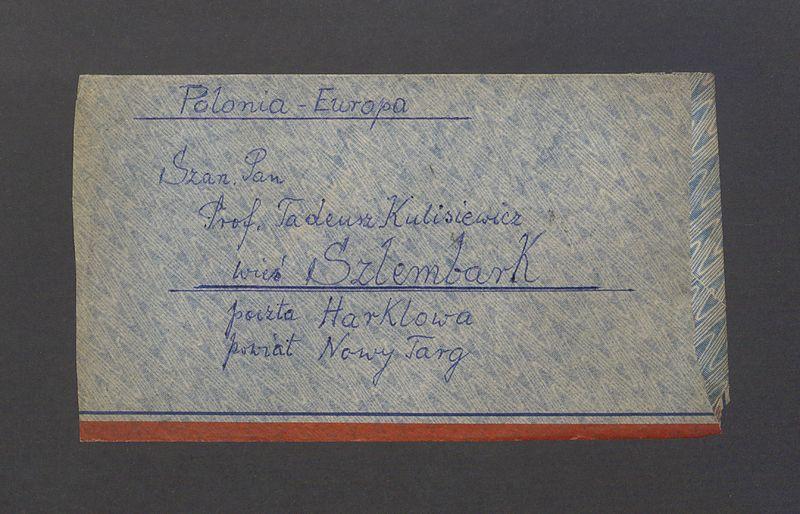 Polonia - Europa
Szan. Pan
Prof. Tadeusz Kulisiewicz
wieś Szlembark
poczta Harklowa
powiat Nowy Targ